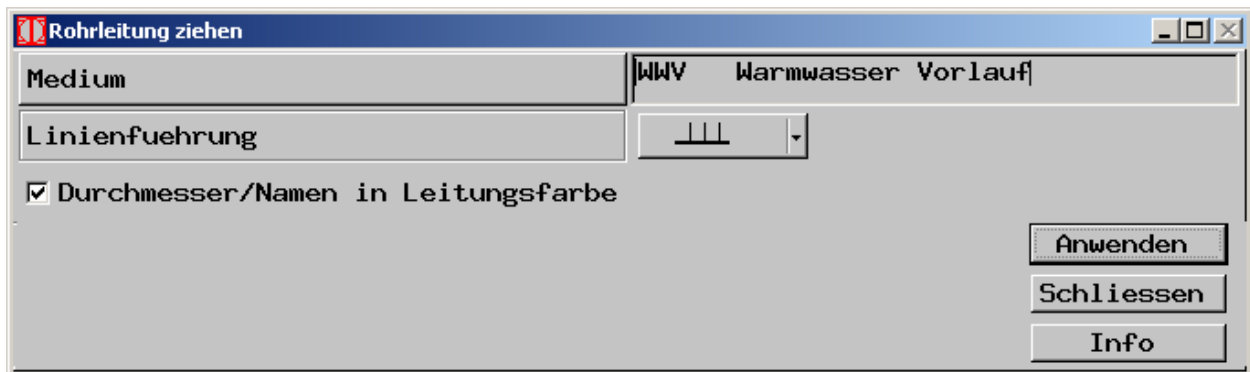 Rohrleitung ziehen
Medium
WWV Warmwasser Vorlauf
Linienfuehrung
Durchmesser/Namen in Leitungsfarbe
Anwenden
Schliessen
Info